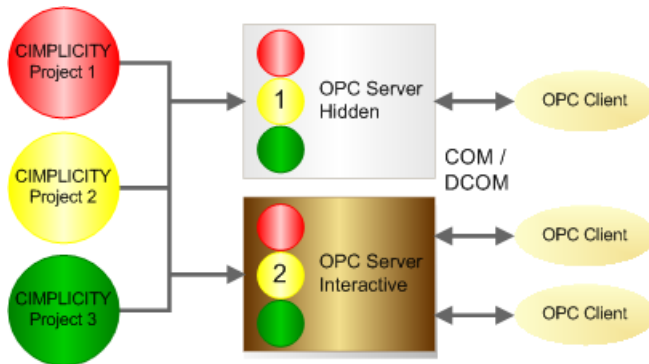 CIMPLICITY
Project 1
CIMPLICITY
Project 2
CIMPLICITY
Project 3
1
OPC Server
Hidden
2
OPC Server
Interactive
COM /
DCOM
OPC Client
OPC Client
OPC Client